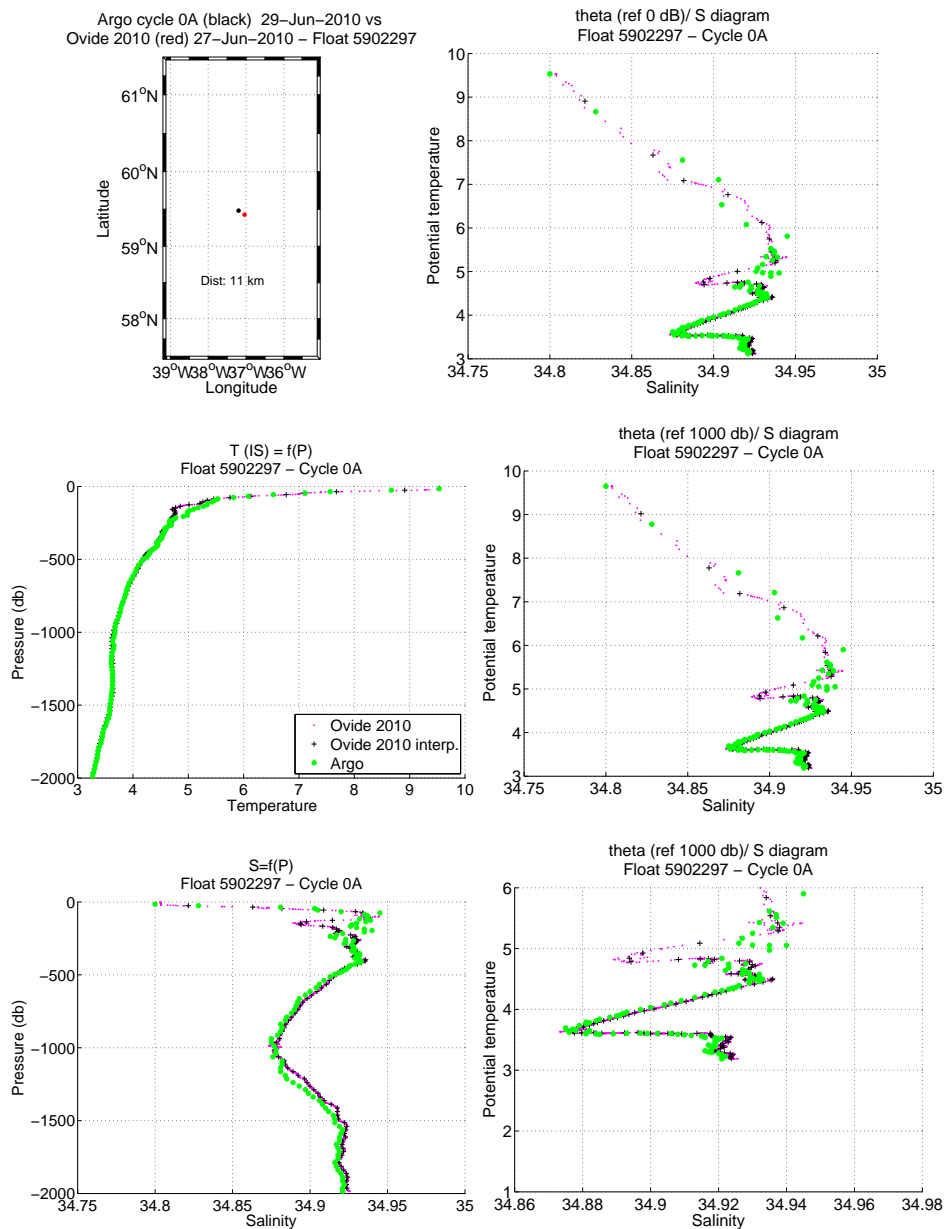 Argo cycle 0A (black)  29−Jun−2010 vs
Ovide 2010 (red) 27−Jun−2010 − Float 5902297
61°N
60°N
59°N
58°N
Latitude
Dist: 11 km
39°W38°W37°W36°W
Longitude
theta (ref 0 dB)/ S diagram
Float 5902297 − Cycle 0A
10
9
8
7
6
5
4
3
Potential temperature
34.75 34.8 34.85 34.9 34.95 35
Salinity
T (IS) = f(P)
Float 5902297 − Cycle 0A
0
−500
−1000
−1500
−2000
Pressure (db)
Ovide 2010
Ovide 2010 interp.
Argo
3 4 5 6 7 8 9 10
Temperature
theta (ref 1000 db)/ S diagram
Float 5902297 − Cycle 0A
10
9
8
7
6
5
4
3
Potential temperature
34.75 34.8 34.85 34.9 34.95 35
Salinity
S=f(P)
Float 5902297 − Cycle 0A
0
−500
−1000
−1500
−2000
Pressure (db)
34.75 34.8 34.85 34.9 34.95 35
Salinity
theta (ref 1000 db)/ S diagram
Float 5902297 − Cycle 0A
6
5
4
3
2
1
Potential temperature
34.86 34.88 34.9 34.92 34.94 34.96 34.98
Salinity